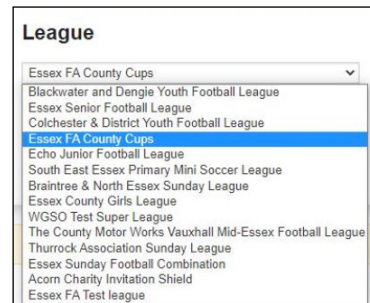 League
Essex FA County Cups
Blackwater and Dengie Youth Football League
Essex Senior Football League
Colchester & District Youth Football League
Essex FA County Cups
Echo Junior Football League
South East Essex Primary Mini Soccer League
Braintree & North Essex Sunday League
Essex County Girls League
WGSO Test Super League
The County Motor Works Vauxhall Mid-Essex Football League
Thurrock Association Sunday League
Essex Sunday Football Combination
Acorn Charity Invitation Shield
Essex FA Test league